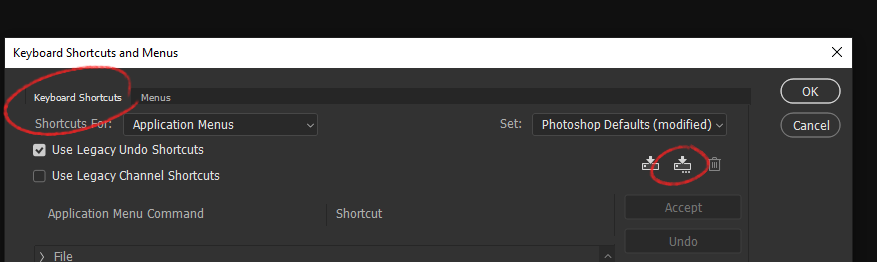 Keyboard Shortcuts and Menus
Keyboard Shortcuts Menus
OK
Shortcuts For: Application Menus Set: Photoshop Defaults (modified)
Cancel
Use Legacy Undo Shortcuts
Use Legacy Channel Shortcuts
Application Menu Command Shortcut
Accept
Undo
File